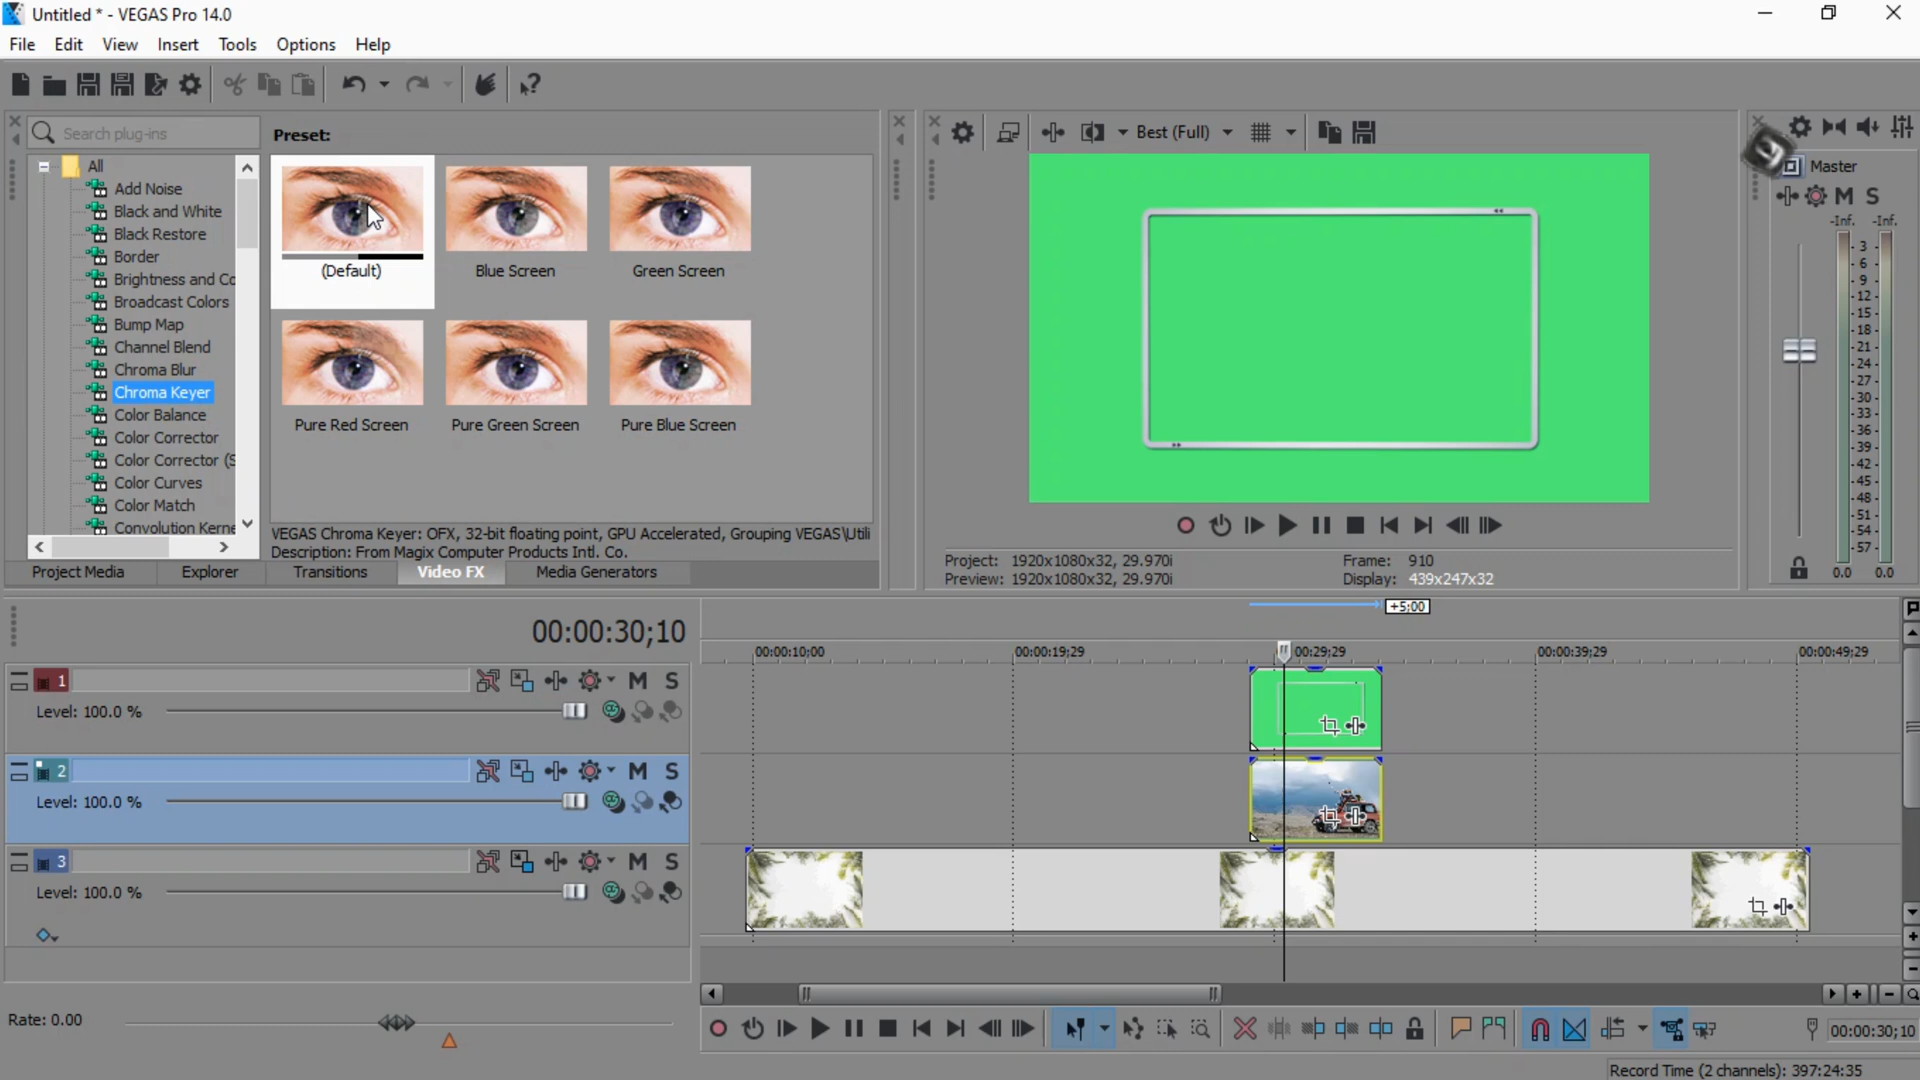 Untitled * - VEGAS Pro 14.0
File Edit View Insert Tools Options Help
Search plug-ins
Preset:
Best (Full)
All
Add Noise
Black and White
Black Restore
Border
Brightness and Co
Broadcast Colors
Bump Map
Channel Blend
Chroma Blur
Chroma Keyer
Color Balance
Color Corrector
Color Corrector (S
Color Curves
Color Match
Convolution Kerne
(Default) Blue Screen Green Screen
Pure Red Screen Pure Green Screen Pure Blue Screen
VEGAS Chroma Keyer: OFX, 32-bit floating point, GPU Accelerated, Grouping VEGAS\Utili
Description: From Magix Computer Products Intl. Co.
Project Media Explorer Transitions Video FX Media Generators
Project: 1920x1080x32, 29.970i Frame: 910
Preview: 1920x1080x32, 29.970i Display: 439x247x32
Master
M S
-Inf. -Inf.
3
6
9
12
15
18
21
24
27
30
33
36
39
42
45
48
51
54
57
0.0 0.0
+5:00
00:00:30;10
00:00:10;00 00:00:19;29 00:00:29;29 00:00:39;29 00:00:49;29
1 M S
Level: 100.0 %
2 M S
Level: 100.0 %
3 M S
Level: 100.0 %
Rate: 0.00
00:00:30;10
Record Time (2 channels): 397:24:35